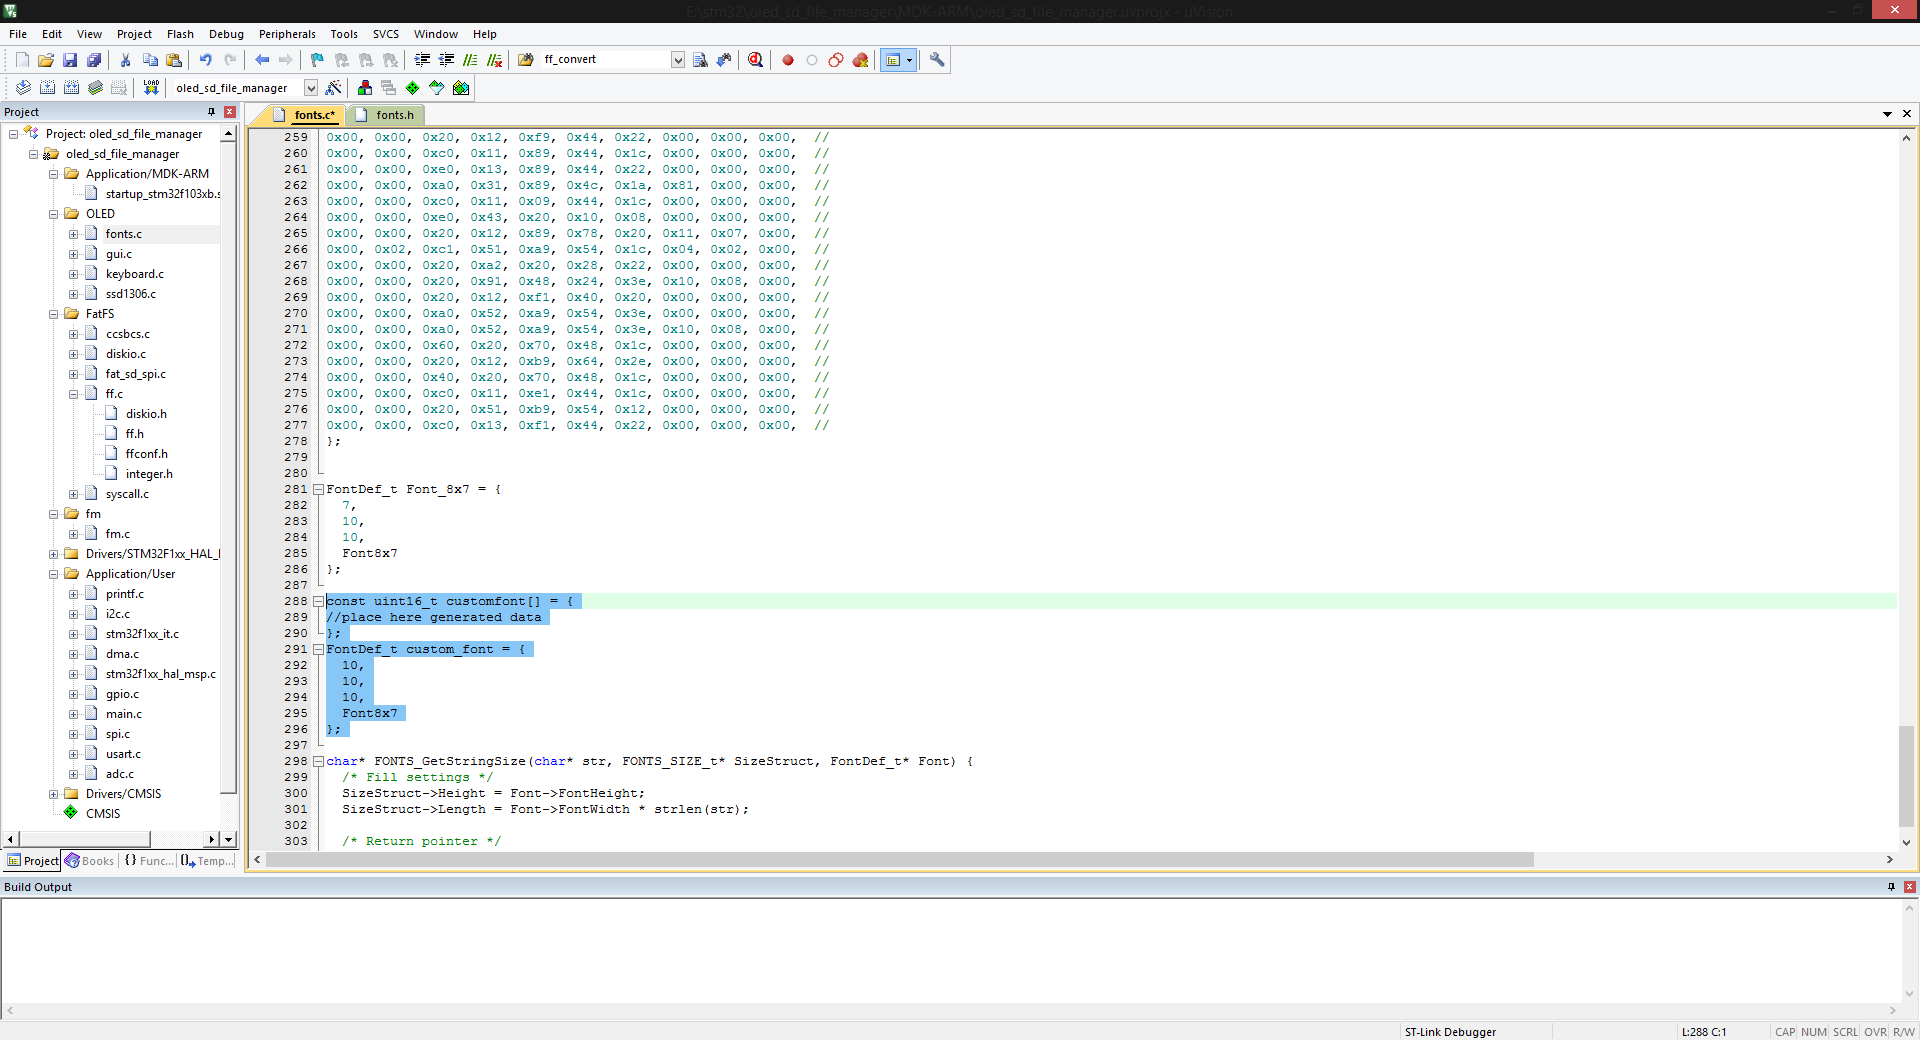 E:\stm32\oled_sd_file_manager\MDK-ARM\oled_sd_file_manager.uvprojx - µVision
File Edit View Project Flash Debug Peripherals Tools SVCS Window Help
ff_convert
LOAD oled_sd_file_manager
Project
Project: oled_sd_file_manager
oled_sd_file_manager
Application/MDK-ARM
startup_stm32f103xb.s
OLED
fonts.c
gui.c
keyboard.c
ssd1306.c
FatFS
ccsbcs.c
diskio.c
fat_sd_spi.c
ff.c
diskio.h
ff.h
ffconf.h
integer.h
syscall.c
fm
fm.c
Drivers/STM32F1xx_HAL_
Application/User
printf.c
i2c.c
stm32f1xx_it.c
dma.c
stm32f1xx_hal_msp.c
gpio.c
main.c
spi.c
usart.c
adc.c
Drivers/CMSIS
CMSIS
Project Books {} Func... Temp...
fonts.c* fonts.h
259 0x00, 0x00, 0x20, 0x12, 0xf9, 0x44, 0x22, 0x00, 0x00, 0x00, //
260 0x00, 0x00, 0xc0, 0x11, 0x89, 0x44, 0x1c, 0x00, 0x00, 0x00, //
261 0x00, 0x00, 0xe0, 0x13, 0x89, 0x44, 0x22, 0x00, 0x00, 0x00, //
262 0x00, 0x00, 0xa0, 0x31, 0x89, 0x4c, 0x1a, 0x81, 0x00, 0x00, //
263 0x00, 0x00, 0xc0, 0x11, 0x09, 0x44, 0x1c, 0x00, 0x00, 0x00, //
264 0x00, 0x00, 0xe0, 0x43, 0x20, 0x10, 0x08, 0x00, 0x00, 0x00, //
265 0x00, 0x00, 0x20, 0x12, 0x89, 0x78, 0x20, 0x11, 0x07, 0x00, //
266 0x00, 0x02, 0xc1, 0x51, 0xa9, 0x54, 0x1c, 0x04, 0x02, 0x00, //
267 0x00, 0x00, 0x20, 0xa2, 0x20, 0x28, 0x22, 0x00, 0x00, 0x00, //
268 0x00, 0x00, 0x20, 0x91, 0x48, 0x24, 0x3e, 0x10, 0x08, 0x00, //
269 0x00, 0x00, 0x20, 0x12, 0xf1, 0x40, 0x20, 0x00, 0x00, 0x00, //
270 0x00, 0x00, 0xa0, 0x52, 0xa9, 0x54, 0x3e, 0x00, 0x00, 0x00, //
271 0x00, 0x00, 0xa0, 0x52, 0xa9, 0x54, 0x3e, 0x10, 0x08, 0x00, //
272 0x00, 0x00, 0x60, 0x20, 0x70, 0x48, 0x1c, 0x00, 0x00, 0x00, //
273 0x00, 0x00, 0x20, 0x12, 0xb9, 0x64, 0x2e, 0x00, 0x00, 0x00, //
274 0x00, 0x00, 0x40, 0x20, 0x70, 0x48, 0x1c, 0x00, 0x00, 0x00, //
275 0x00, 0x00, 0xc0, 0x11, 0xe1, 0x44, 0x1c, 0x00, 0x00, 0x00, //
276 0x00, 0x00, 0x20, 0x51, 0xb9, 0x54, 0x12, 0x00, 0x00, 0x00, //
277 0x00, 0x00, 0xc0, 0x13, 0xf1, 0x44, 0x22, 0x00, 0x00, 0x00, //
278 };
279
280
281 FontDef_t Font_8x7 = {
282 7,
283 10,
284 10,
285 Font8x7
286 };
287
288 const uint16_t customfont[] = {
289 //place here generated data
290 };
291 FontDef_t custom_font = {
292 10,
293 10,
294 10,
295 Font8x7
296 };
297
298 char* FONTS_GetStringSize(char* str, FONTS_SIZE_t* SizeStruct, FontDef_t* Font) {
299 /* Fill settings */
300 SizeStruct->Height = Font->FontHeight;
301 SizeStruct->Length = Font->FontWidth * strlen(str);
302
303 /* Return pointer */
Build Output
ST-Link Debugger L:288 C:1 CAP NUM SCRL OVR R/W